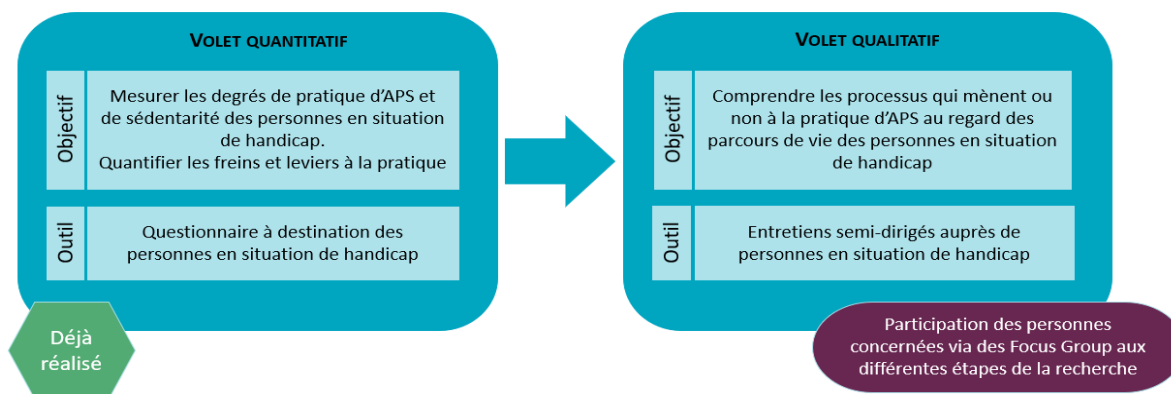 VOLET QUANTITATIF
Objectif
Mesurer les degrés de pratique d'APS et
de sédentarité des personnes en situation
de handicap.
Quantifier les freins et leviers à la pratique
Outil
Questionnaire à destination des
personnes en situation de handicap
Déjà
réalisé
VOLET QUALITATIF
Objectif
Comprendre les processus qui mènent ou
non à la pratique d'APS au regard des
parcours de vie des personnes en situation
de handicap
Outil
Entretiens semi-dirigés auprès de
personnes en situation de handicap
Participation des personnes
concernées via des Focus Group aux
différentes étapes de la recherche